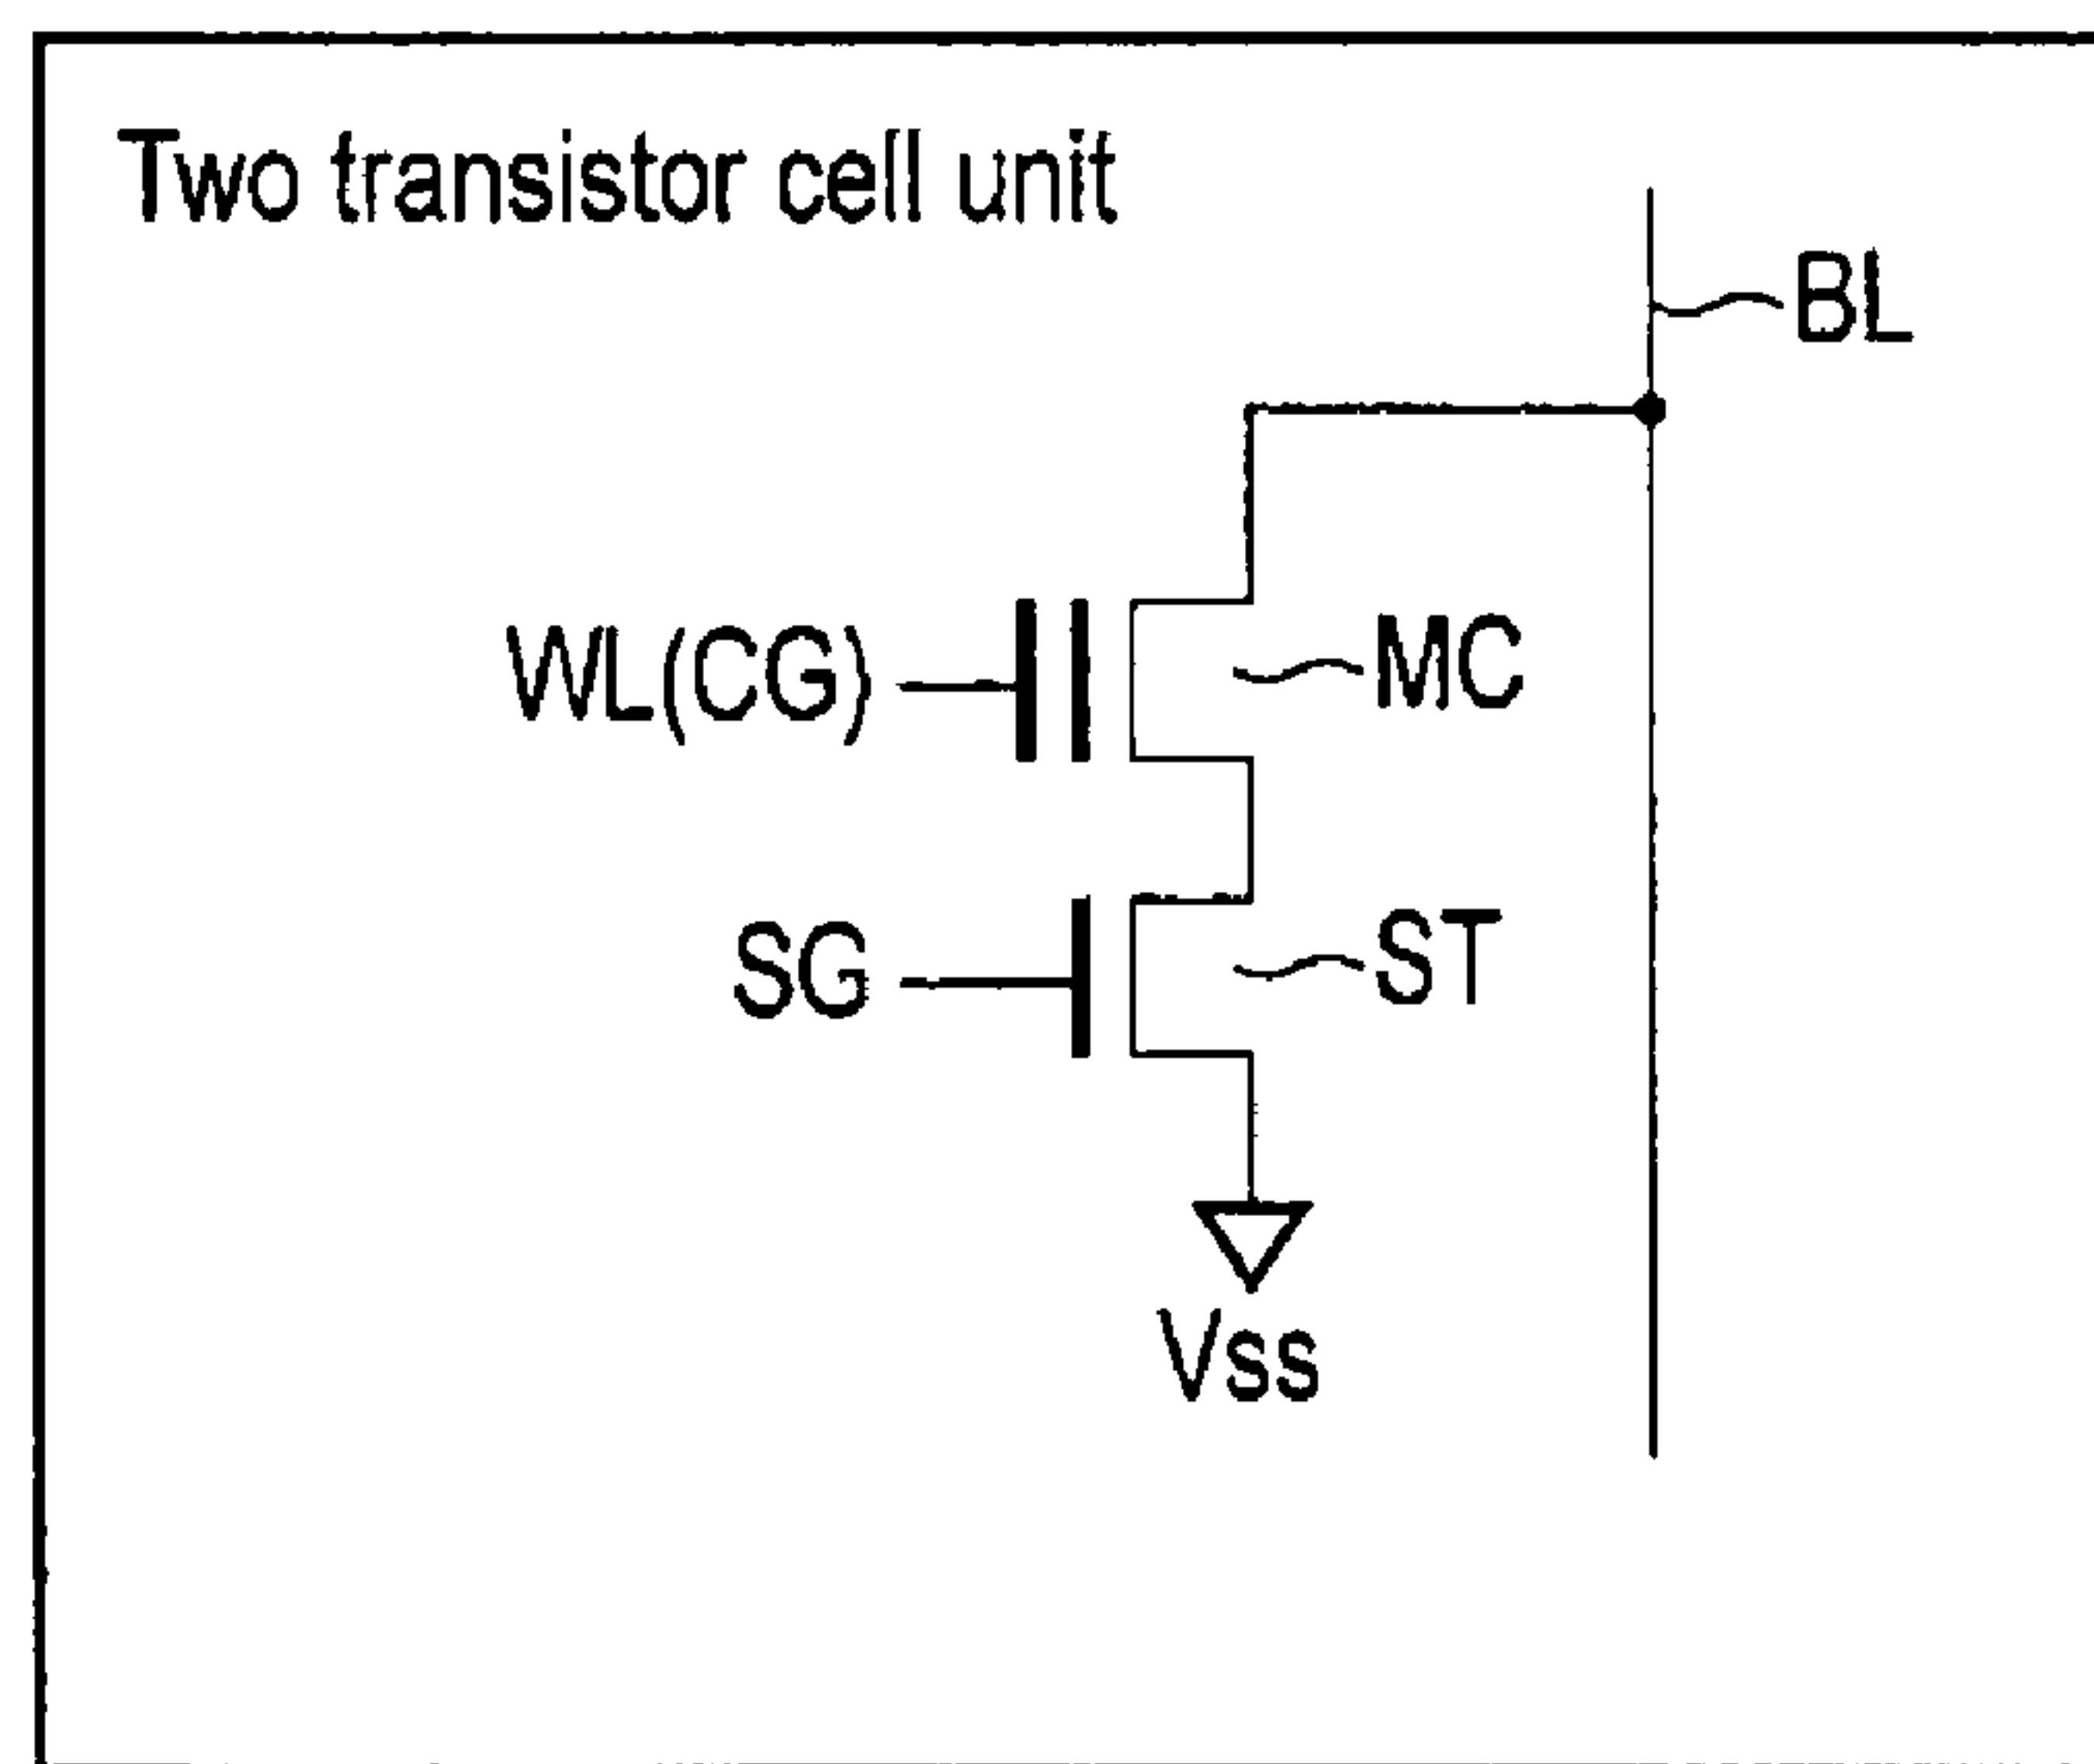 Two transistor cell unit
BL
WL(CG)
MC
SG
ST
Vss